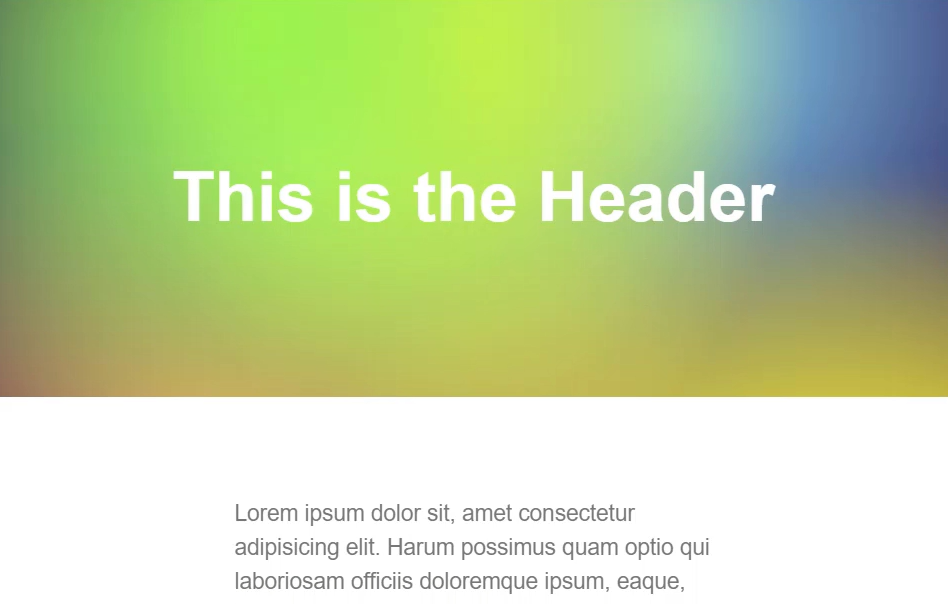 This is the Header
Lorem ipsum dolor sit, amet consectetur
adipisicing elit. Harum possimus quam optio qui
laboriosam officiis doloremque ipsum, eaque,